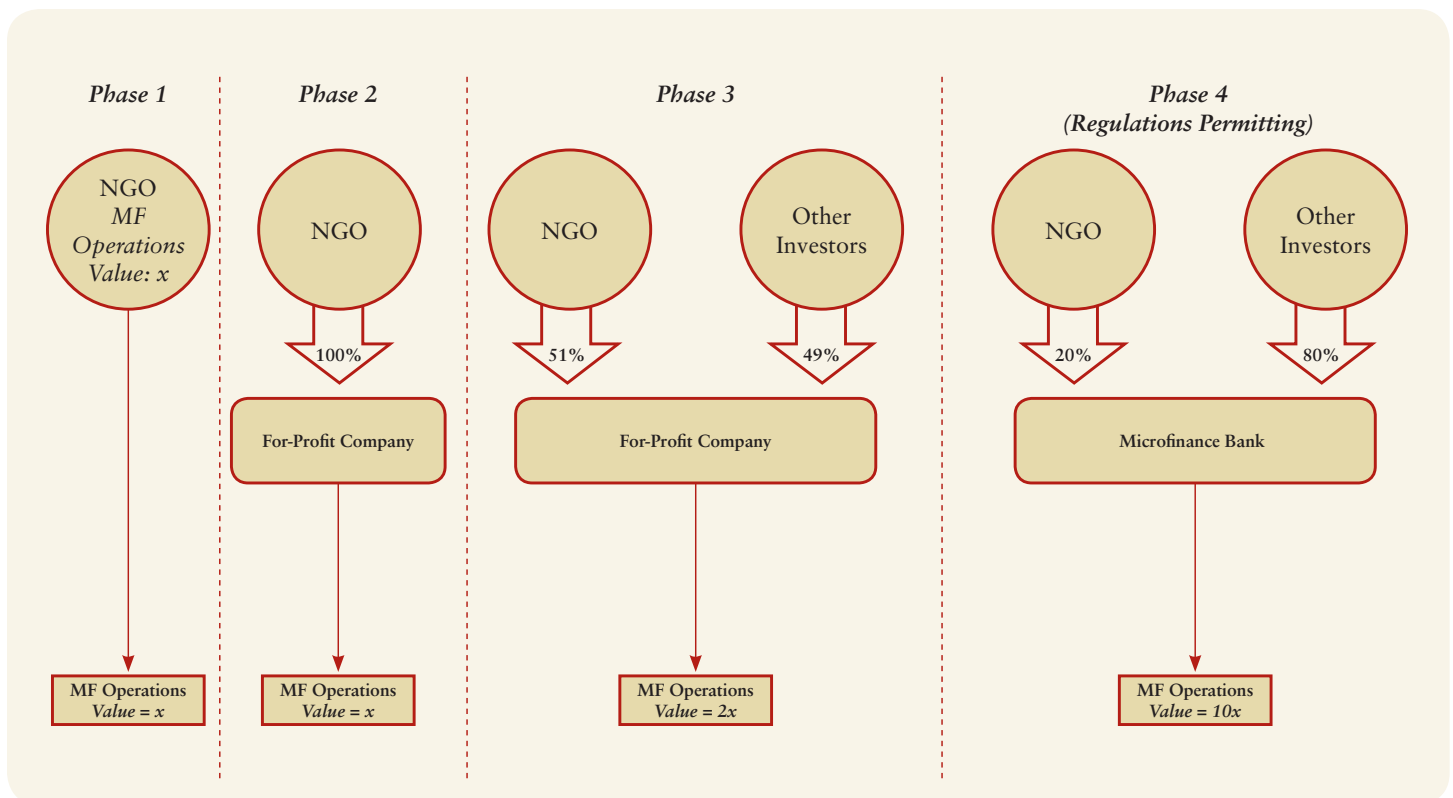 Phase 1
NGO
MF
Operations
Value: x
MF Operations
Value = x
Phase 2
NGO
100%
For-Profit Company
MF Operations
Value = x
Phase 3
NGO
Other
Investors
51%
49%
For-Profit Company
MF Operations
Value = 2x
Phase 4
(Regulations Permitting)
NGO
Other
Investors
20%
80%
Microfinance Bank
MF Operations
Value = 10x